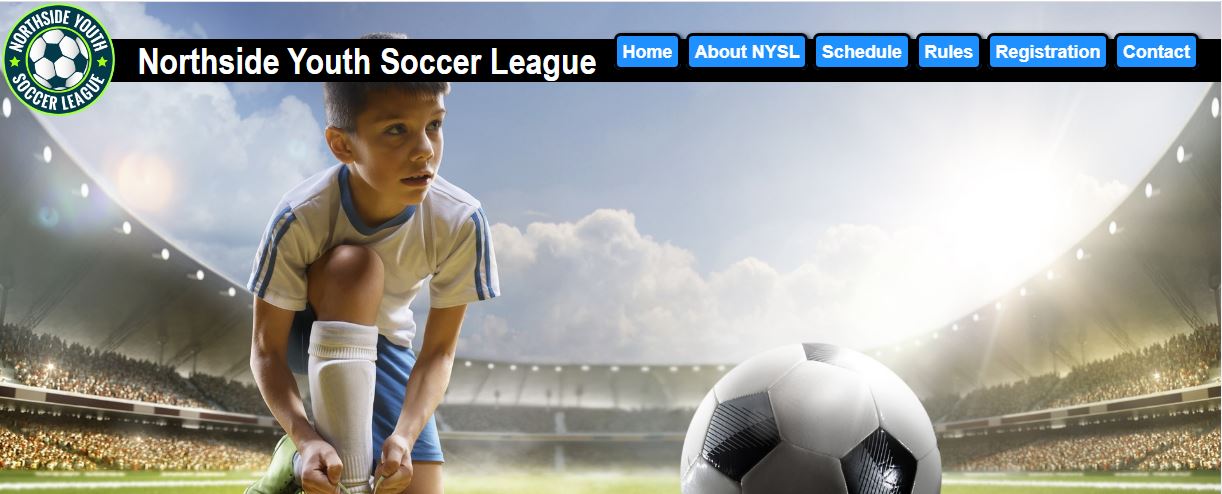 NORTHSIDE YOUTH
SOCCER LEAGUE
Northside Youth Soccer League
Home About NYSL Schedule Rules Registration Contact